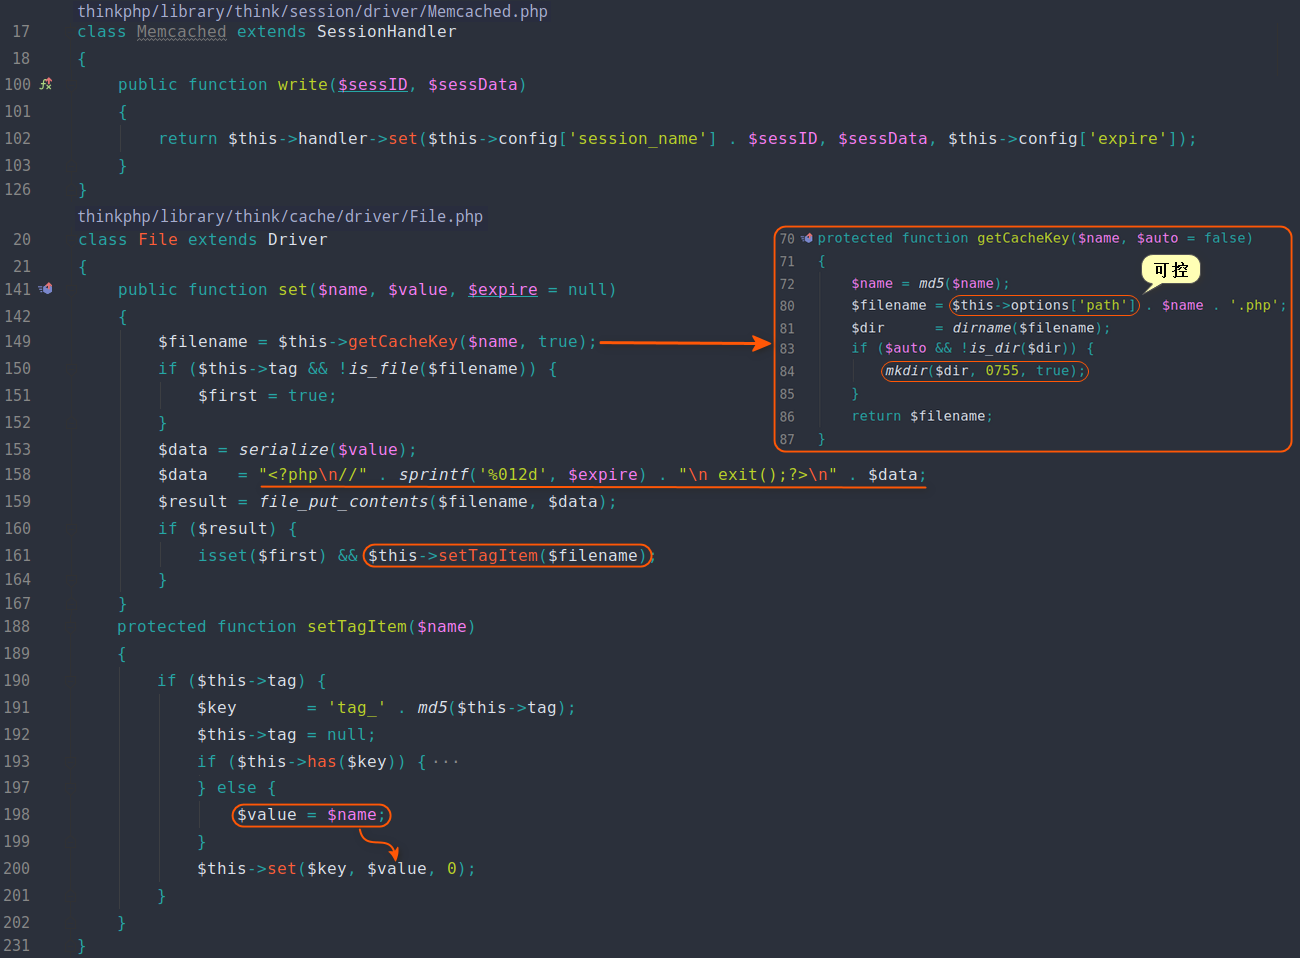 thinkphp/library/think/session/driver/Memcached.php
17 class Memcached extends SessionHandler
18 {
100 public function write($sessID, $sessData)
101 {
102 return $this->handler->set($this->config['session_name'] . $sessID, $sessData, $this->config['expire']);
103 }
126 }
thinkphp/library/think/cache/driver/File.php
20 class File extends Driver
21 {
141 public function set($name, $value, $expire = null)
142 {
149 $filename = $this->getCacheKey($name, true);
150 if ($this->tag && !is_file($filename)) {
151 $first = true;
152 }
153 $data = serialize($value);
158 $data = "<?php\n//" . sprintf('%012d', $expire) . "\n exit();?>\n" . $data;
159 $result = file_put_contents($filename, $data);
160 if ($result) {
161 isset($first) && $this->setTagItem($filename);
164 }
167 }
188 protected function setTagItem($name)
189 {
190 if ($this->tag) {
191 $key = 'tag_' . md5($this->tag);
192 $this->tag = null;
193 if ($this->has($key)) {···
197 } else {
198 $value = $name;
199 }
200 $this->set($key, $value, 0);
201 }
202 }
231 }
70 protected function getCacheKey($name, $auto = false)
71 {
可控
72 $name = md5($name);
80 $filename = $this->options['path'] . $name . '.php';
81 $dir = dirname($filename);
83 if ($auto && !is_dir($dir)) {
84 mkdir($dir, 0755, true);
85 }
86 return $filename;
87 }